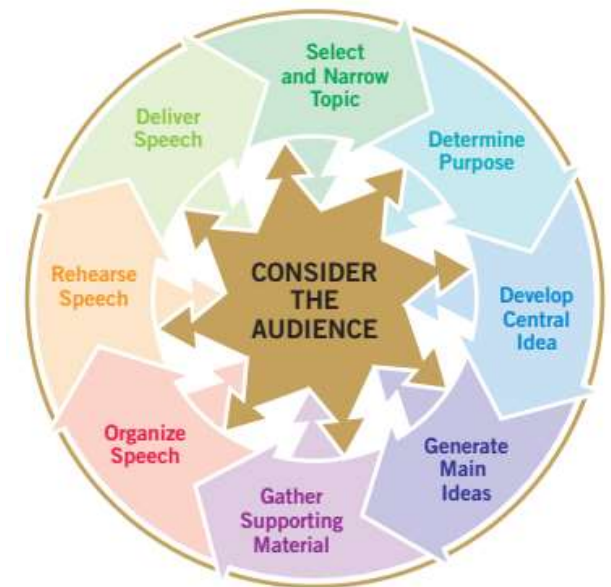 Select
and Narrow
Topic
Determine
Purpose
Develop
Central
Idea
Generate
Main
Ideas
Gather
Supporting
Material
Organize
Speech
Rehearse
Speech
Deliver
Speech
CONSIDER
THE
AUDIENCE